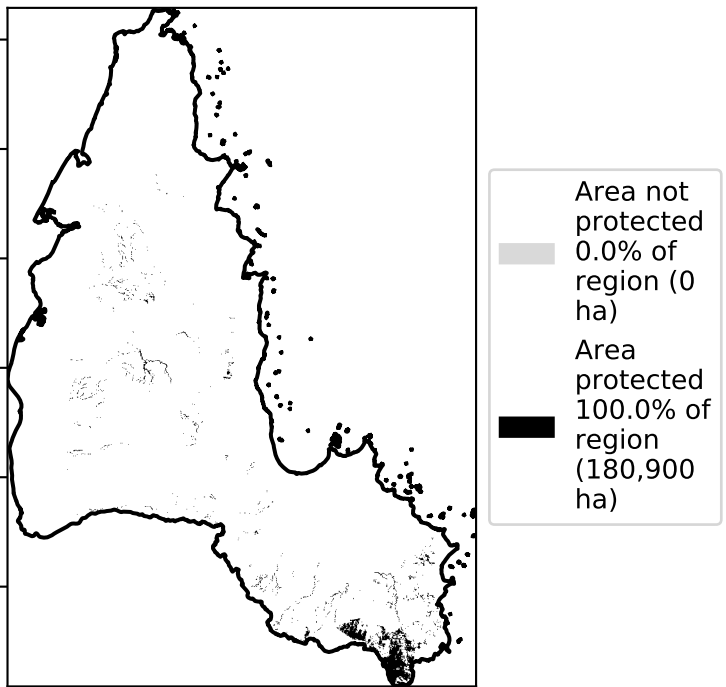 Area not
protected
0.0% of
region (0
ha)
Area
protected
100.0% of
region
(180,900
ha)